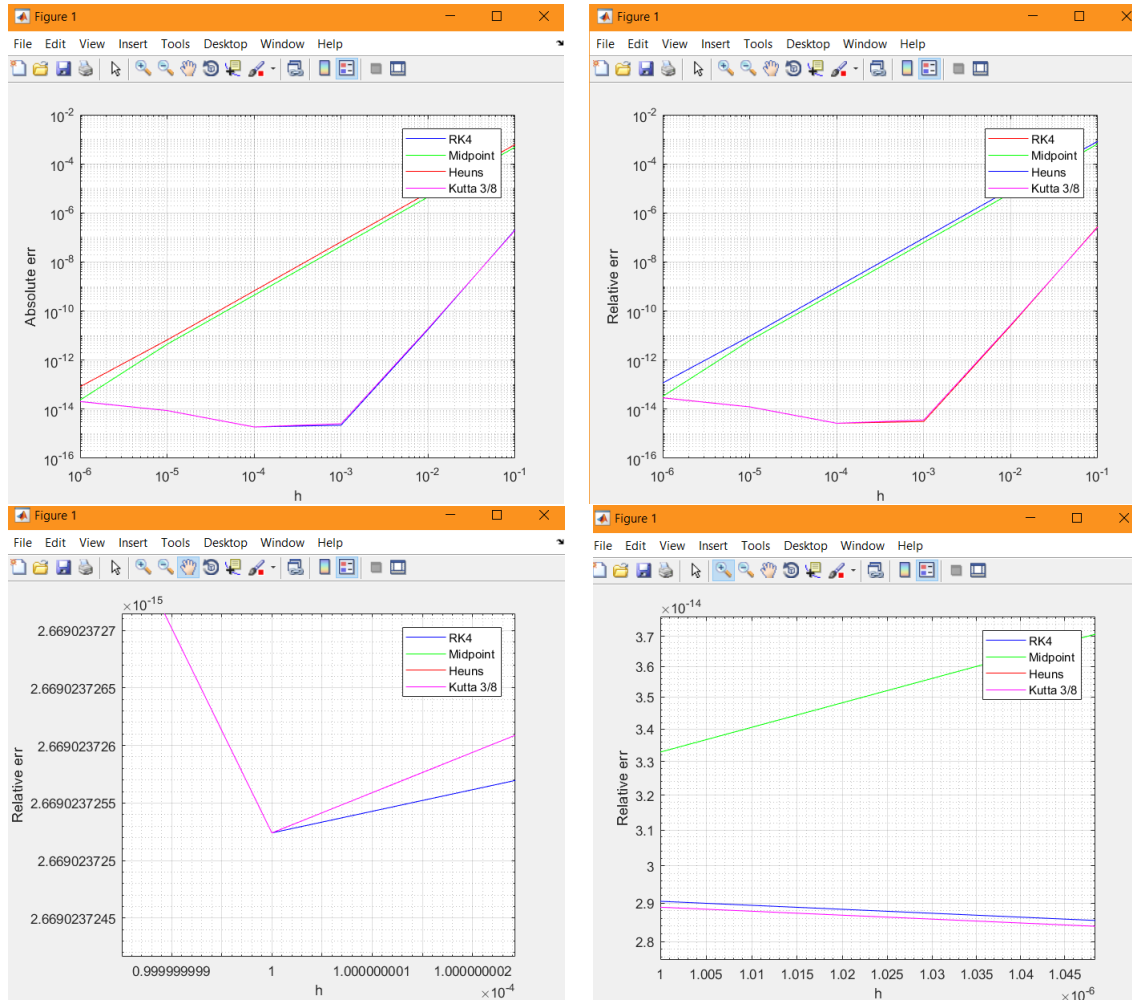 Figure 1
File Edit View Insert Tools Desktop Window Help
RK4
Midpoint
Heuns
Kutta 3/8
10-2
10-4
10-6
10-8
10-10
10-12
10-14
10-16
Absolute err
10-6 10-5 10-4 10-3 10-2 10-1
h
Figure 1
File Edit View Insert Tools Desktop Window Help
RK4
Midpoint
Heuns
Kutta 3/8
10-2
10-4
10-6
10-8
10-10
10-12
10-14
10-16
Relative err
10-6 10-5 10-4 10-3 10-2 10-1
h
Figure 1
File Edit View Insert Tools Desktop Window Help
×10-15
RK4
Midpoint
Heuns
Kutta 3/8
2.669023727
2.6690237265
2.669023726
2.6690237255
2.669023725
2.6690237245
Relative err
0.999999999 1 1.000000001 1.000000002
h
×10-4
Figure 1
File Edit View Insert Tools Desktop Window Help
×10-14
RK4
Midpoint
Heuns
Kutta 3/8
3.7
3.6
3.5
3.4
3.3
3.2
3.1
3
2.9
2.8
Relative err
1 1.005 1.01 1.015 1.02 1.025 1.03 1.035 1.04 1.045
h
×10-6